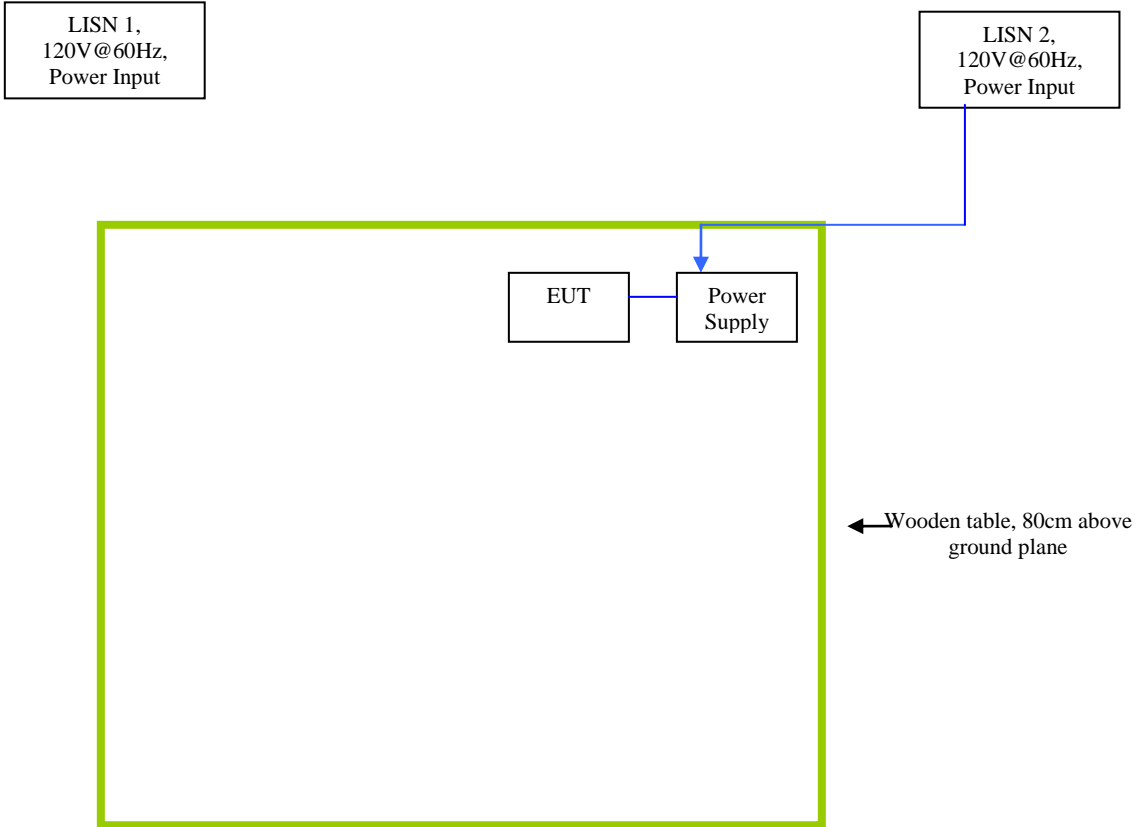 LISN 1,
120V@60Hz,
Power Input
LISN 2,
120V@60Hz,
Power Input
EUT
Power
Supply
Wooden table, 80cm above
ground plane